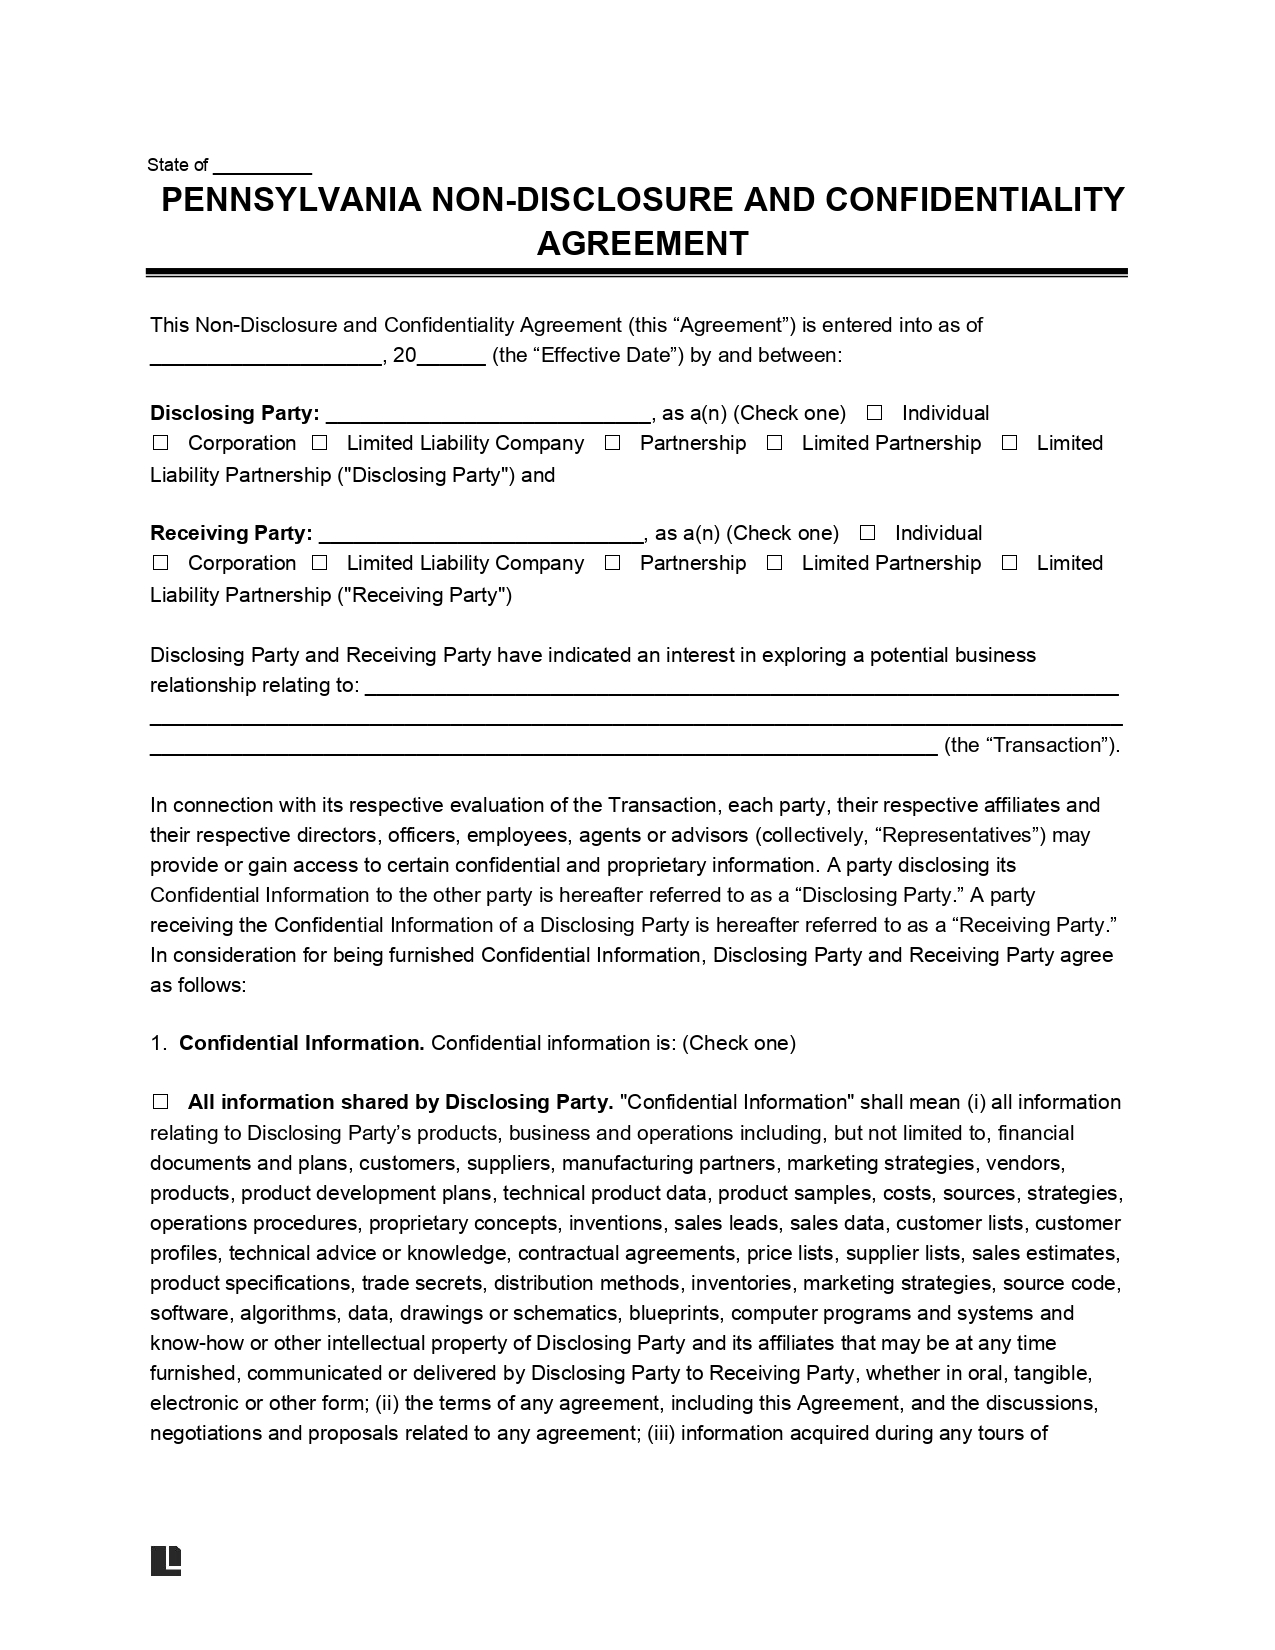 State of __________
PENNSYLVANIA NON-DISCLOSURE AND CONFIDENTIALITY
AGREEMENT
This Non-Disclosure and Confidentiality Agreement (this “Agreement”) is entered into as of
____________________, 20______ (the “Effective Date”) by and between:
Disclosing Party: ____________________________, as a(n) (Check one) ☐ Individual
☐ Corporation ☐ Limited Liability Company ☐ Partnership ☐ Limited Partnership ☐ Limited
Liability Partnership ("Disclosing Party") and
Receiving Party: ____________________________, as a(n) (Check one) ☐ Individual
☐ Corporation ☐ Limited Liability Company ☐ Partnership ☐ Limited Partnership ☐ Limited
Liability Partnership ("Receiving Party")
Disclosing Party and Receiving Party have indicated an interest in exploring a potential business
relationship relating to: _________________________________________________________________
____________________________________________________________________________________
____________________________________________________________________ (the “Transaction”).
In connection with its respective evaluation of the Transaction, each party, their respective affiliates and
their respective directors, officers, employees, agents or advisors (collectively, “Representatives”) may
provide or gain access to certain confidential and proprietary information. A party disclosing its
Confidential Information to the other party is hereafter referred to as a “Disclosing Party.” A party
receiving the Confidential Information of a Disclosing Party is hereafter referred to as a “Receiving Party.”
In consideration for being furnished Confidential Information, Disclosing Party and Receiving Party agree
as follows:
1. Confidential Information. Confidential information is: (Check one)
☐ All information shared by Disclosing Party. "Confidential Information" shall mean (i) all information
relating to Disclosing Party’s products, business and operations including, but not limited to, financial
documents and plans, customers, suppliers, manufacturing partners, marketing strategies, vendors,
products, product development plans, technical product data, product samples, costs, sources, strategies,
operations procedures, proprietary concepts, inventions, sales leads, sales data, customer lists, customer
profiles, technical advice or knowledge, contractual agreements, price lists, supplier lists, sales estimates,
product specifications, trade secrets, distribution methods, inventories, marketing strategies, source code,
software, algorithms, data, drawings or schematics, blueprints, computer programs and systems and
know-how or other intellectual property of Disclosing Party and its affiliates that may be at any time
furnished, communicated or delivered by Disclosing Party to Receiving Party, whether in oral, tangible,
electronic or other form; (ii) the terms of any agreement, including this Agreement, and the discussions,
negotiations and proposals related to any agreement; (iii) information acquired during any tours of